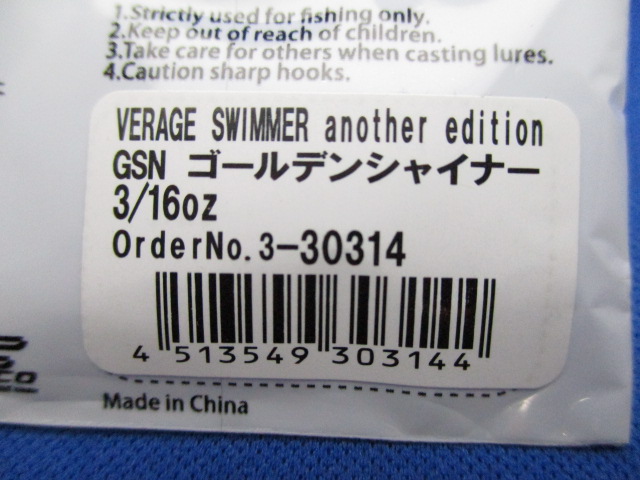 1.Strictly used for fishing only.
2.Keep out of reach of children.
3.Take care for others when casting lures.
4.Caution sharp hooks.
VERAGE SWIMMER another edition
GSN ゴールデンシャイナー
3/16oz
OrderNo.3-30314
4 513549 303144
Made in China